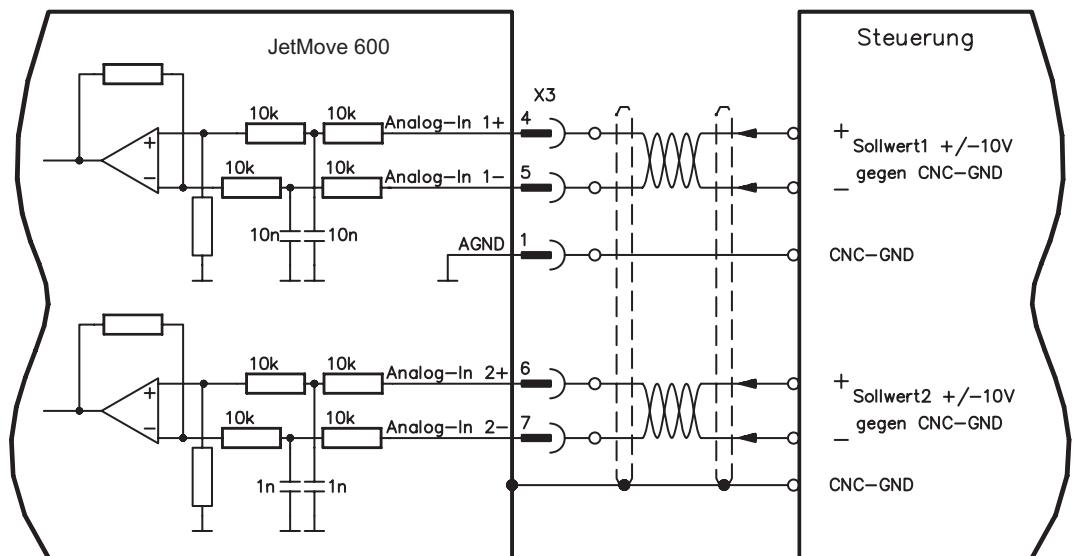 JetMove 600
Steuerung
X3
10k 10k Analog-In 1+ 4
+
Sollwert1 +/-10V
gegen CNC-GND
+
10k 10k Analog-In 1- 5
-
-
10n 10n
AGND 1
CNC-GND
10k 10k Analog-In 2+ 6
+
Sollwert2 +/-10V
gegen CNC-GND
+
10k 10k Analog-In 2- 7
-
-
1n 1n
CNC-GND